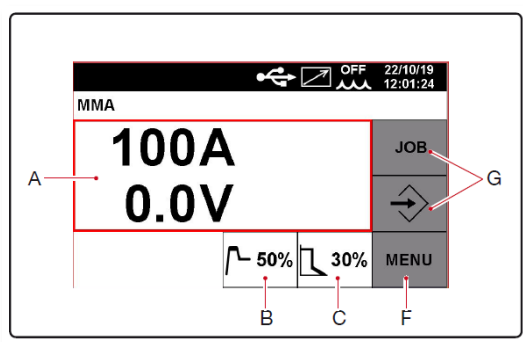 OFF 22/10/19
12:01:24
MMA
100A
JOB
A
G
0.0V
50%
30%
MENU
B
C
F